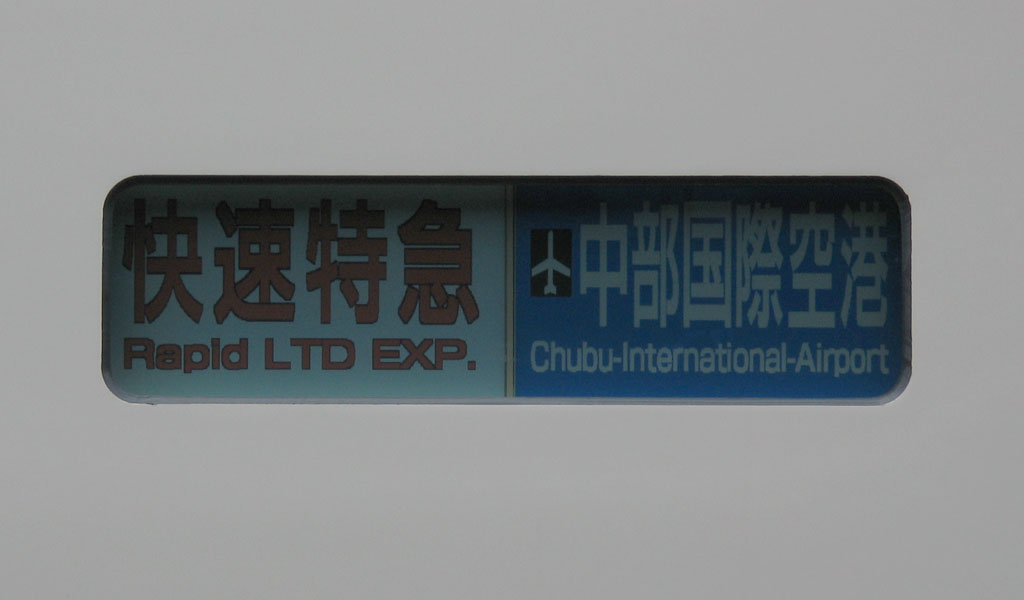 快速特急
Rapid LTD EXP.
中部国際空港
Chubu-International-Airport